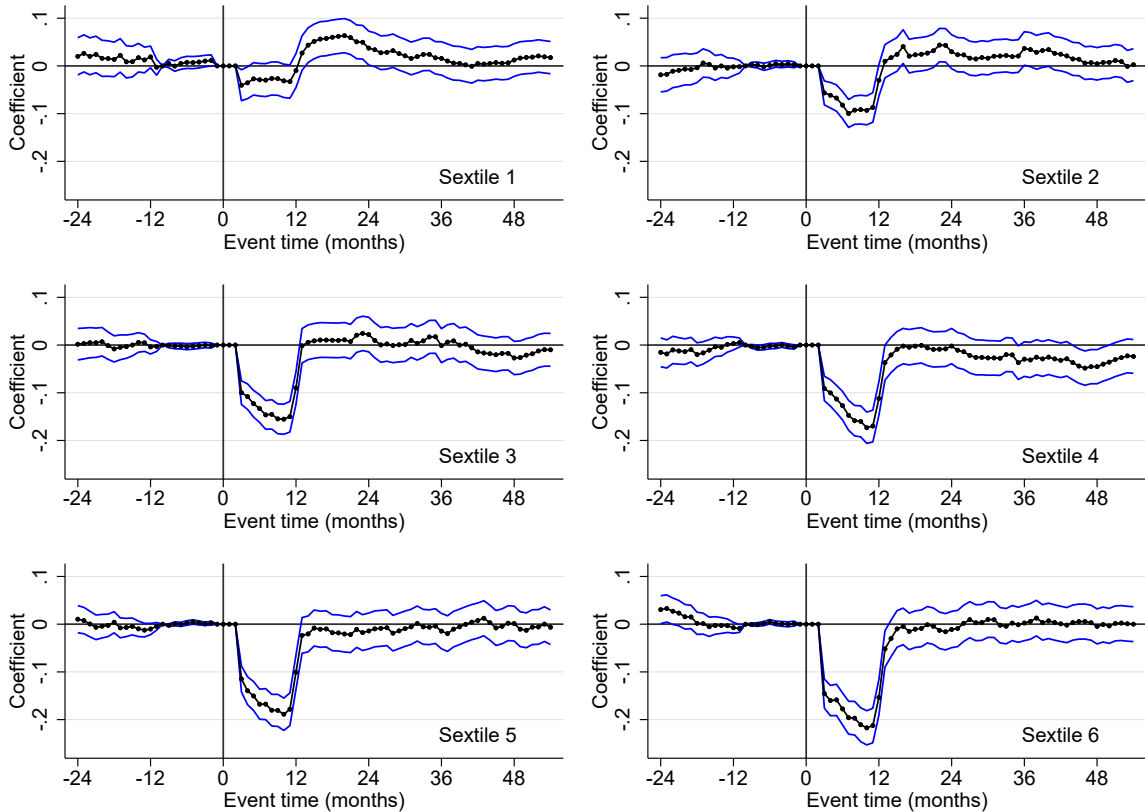 .1
0
-.1
-.2
Coefficient
Sextile 1
-24 -12 0 12 24 36 48
Event time (months)
.1
0
-.1
-.2
Coefficient
Sextile 2
-24 -12 0 12 24 36 48
Event time (months)
.1
0
-.1
-.2
Coefficient
Sextile 3
-24 -12 0 12 24 36 48
Event time (months)
.1
0
-.1
-.2
Coefficient
Sextile 4
-24 -12 0 12 24 36 48
Event time (months)
.1
0
-.1
-.2
Coefficient
Sextile 5
-24 -12 0 12 24 36 48
Event time (months)
.1
0
-.1
-.2
Coefficient
Sextile 6
-24 -12 0 12 24 36 48
Event time (months)